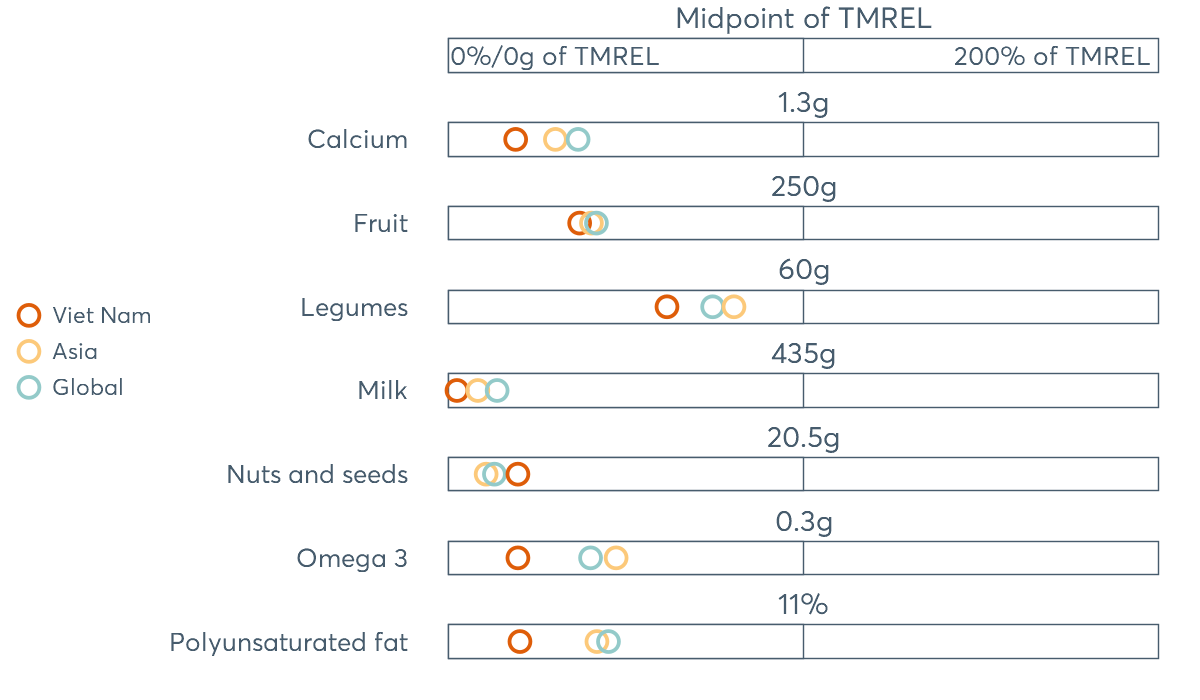 Midpoint of TMREL
0%/0g of TMREL
200% of TMREL
1.3g
Calcium
250g
Fruit
60g
Legumes
Viet Nam
Asia
Global
435g
Milk
20.5g
Nuts and seeds
0.3g
Omega 3
11%
Polyunsaturated fat